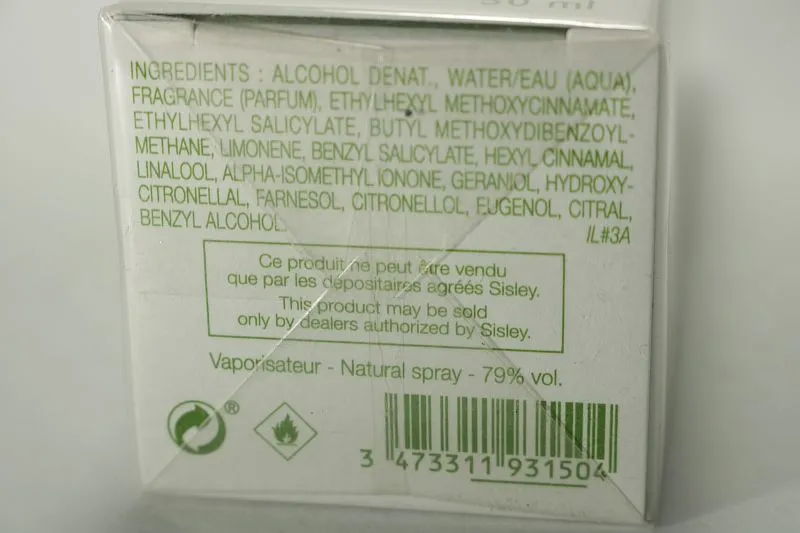 50 ml
INGREDIENTS : ALCOHOL DENAT., WATER/EAU (AQUA),
FRAGRANCE (PARFUM), ETHYLHEXYL METHOXYCINNAMATE,
ETHYLHEXYL SALICYLATE, BUTYL METHOXYDIBENZOYL-
METHANE, LIMONENE, BENZYL SALICYLATE, HEXYL CINNAMAL,
LINALOOL, ALPHA-ISOMETHYL IONONE, GERANIOL, HYDROXY-
CITRONELLAL, FARNESOL, CITRONELLOL, EUGENOL, CITRAL,
BENZYL ALCOHOL.
IL#3A
Ce produit ne peut être vendu
que par les dépositaires agréés Sisley.
This product may be sold
only by dealers authorized by Sisley.
Vaporisateur - Natural spray - 79% vol.
®
3 473311 931504